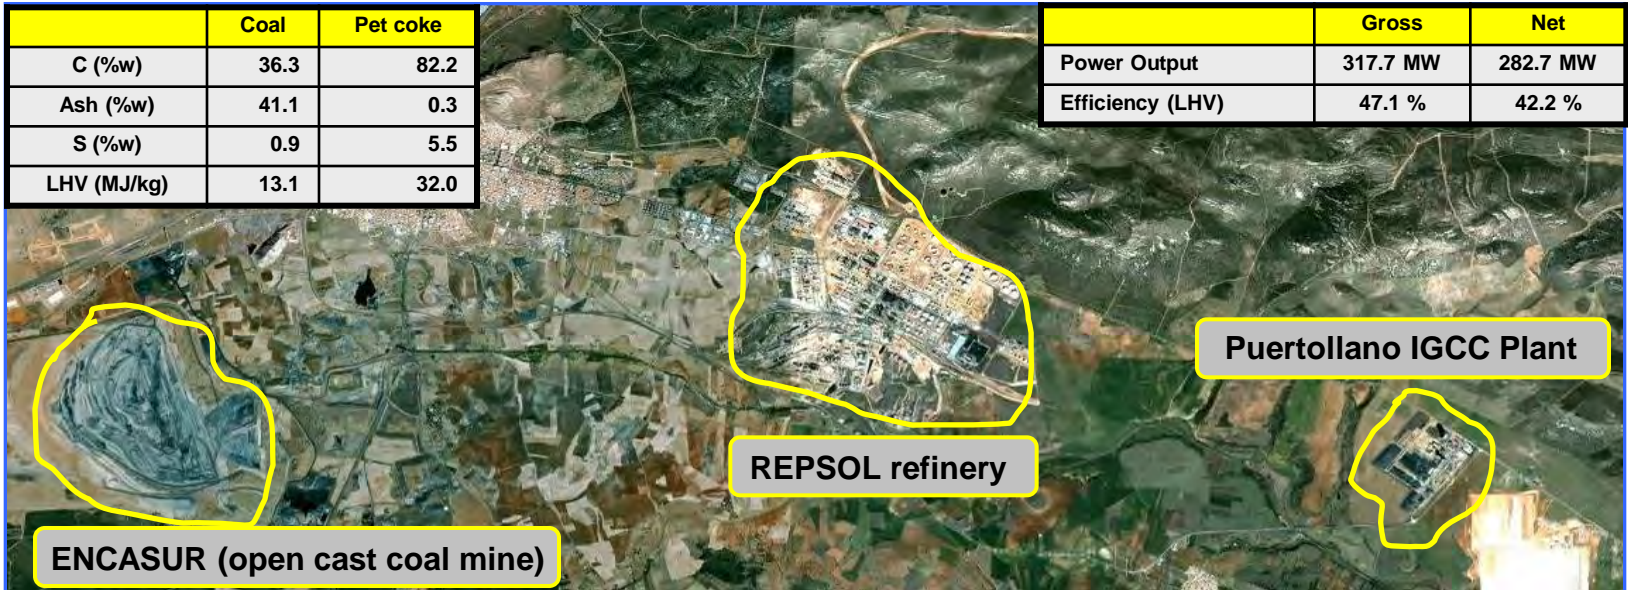 Coal Pet coke
C (%w) 36.3 82.2
Ash (%w) 41.1 0.3
S (%w) 0.9 5.5
LHV (MJ/kg) 13.1 32.0
Gross Net
Power Output 317.7 MW 282.7 MW
Efficiency (LHV) 47.1 % 42.2 %
Puertollano IGCC Plant
REPSOL refinery
ENCASUR (open cast coal mine)